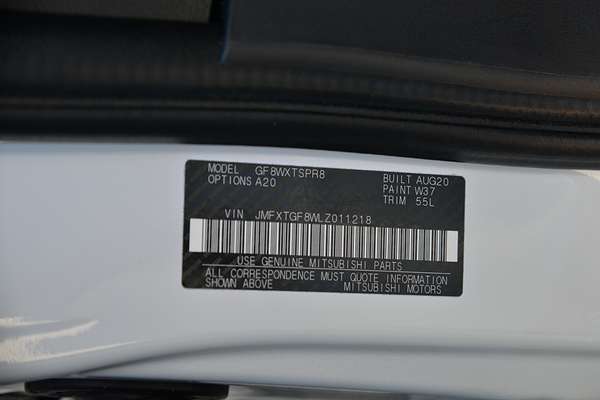 MODEL GF8WXTSPR8 BUILT AUG20
OPTIONS A20 PAINT W37
TRIM 55L
VIN JMFXTGF8WLZ011218
USE GENUINE MITSUBISHI PARTS
ALL CORRESPONDENCE MUST QUOTE INFORMATION
SHOWN ABOVE MITSUBISHI MOTORS